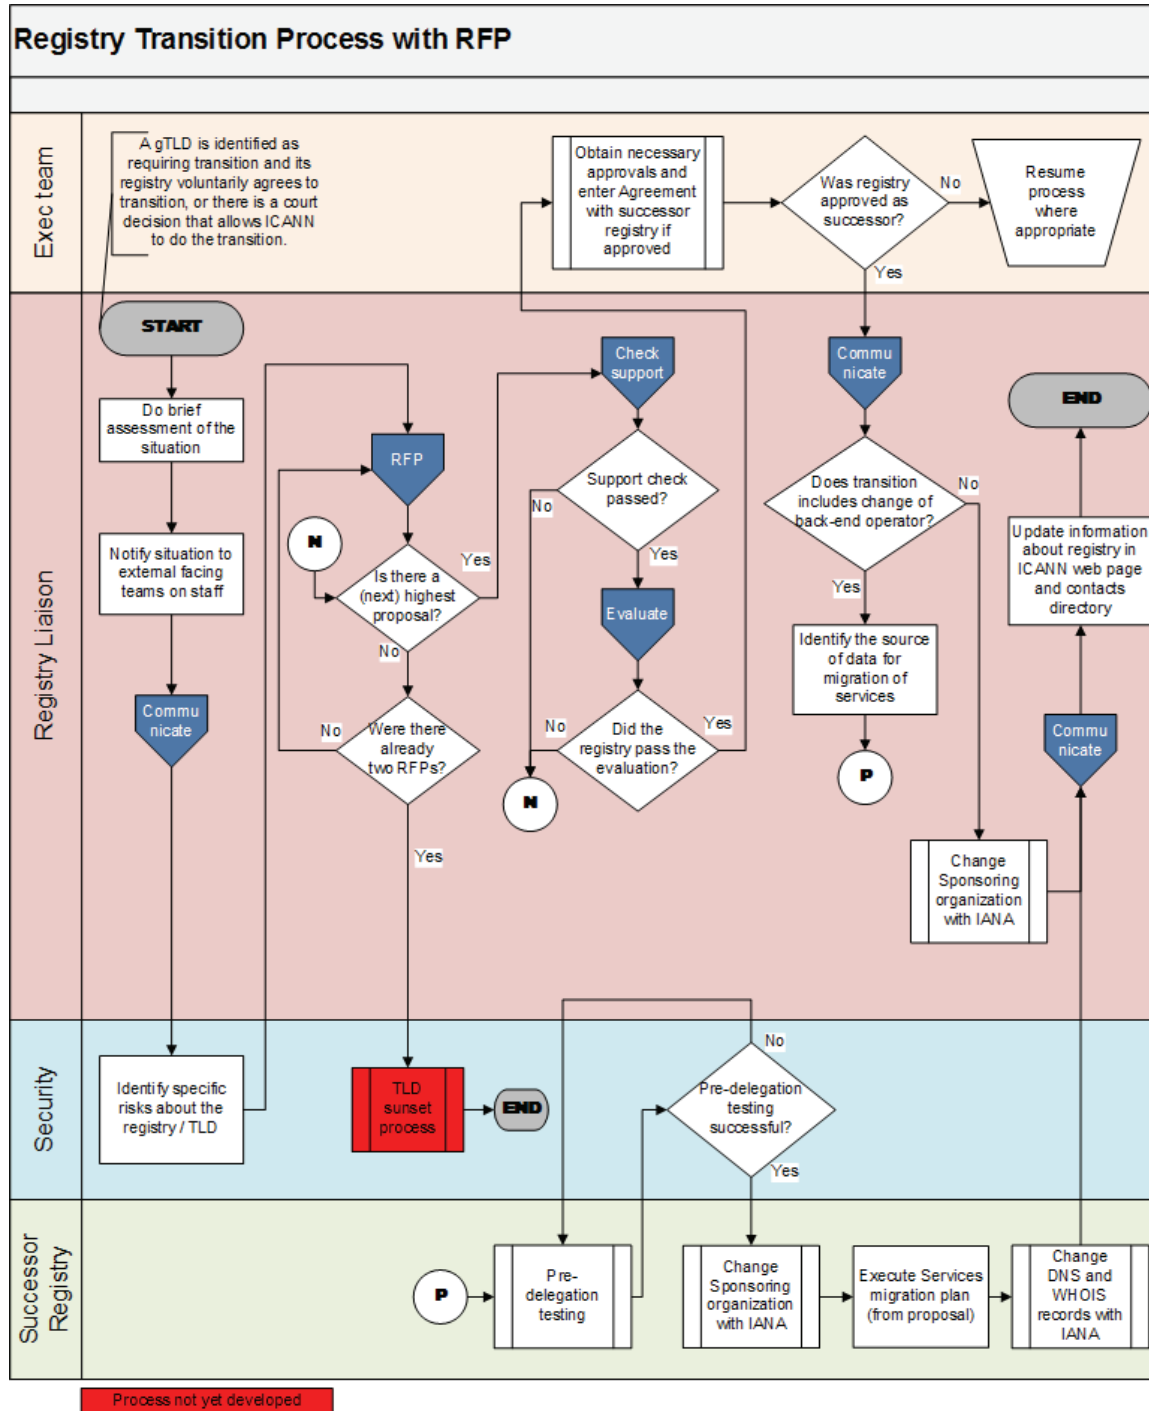 Registry Transition Process with RFP
Exec team
A gTLD is identified as
requiring transition and its
registry voluntarily agrees to
transition, or there is a court
decision that allows ICANN
to do the transition.
Obtain necessary
approvals and
enter Agreement
with successor
registry if
approved
Was registry
approved as
successor?
No
Yes
Resume
process
where
appropriate
Registry Liaison
START
Do brief
assessment of the
situation
Notify situation to
external facing
teams on staff
Commu
nicate
RFP
N
Is there a
(next) highest
proposal?
Yes
No
Were there
already
two RFPs?
No
Yes
Check
support
Support check
passed?
No
Yes
Evaluate
Did the
registry pass the
evaluation?
No
Yes
N
Commu
nicate
Does transition
includes change of
back-end operator?
No
Yes
Identify the source
of data for
migration of
services
P
Change
Sponsoring
organization
with IANA
END
Update information
about registry in
ICANN web page
and contacts
directory
Commu
nicate
Security
Identify specific
risks about the
registry / TLD
TLD
sunset
process
END
Pre-delegation
testing
successful?
No
Yes
Successor
Registry
P
Pre-
delegation
testing
Change
Sponsoring
organization
with IANA
Execute Services
migration plan
(from proposal)
Change
DNS and
WHOIS
records with
IANA
Process not yet developed